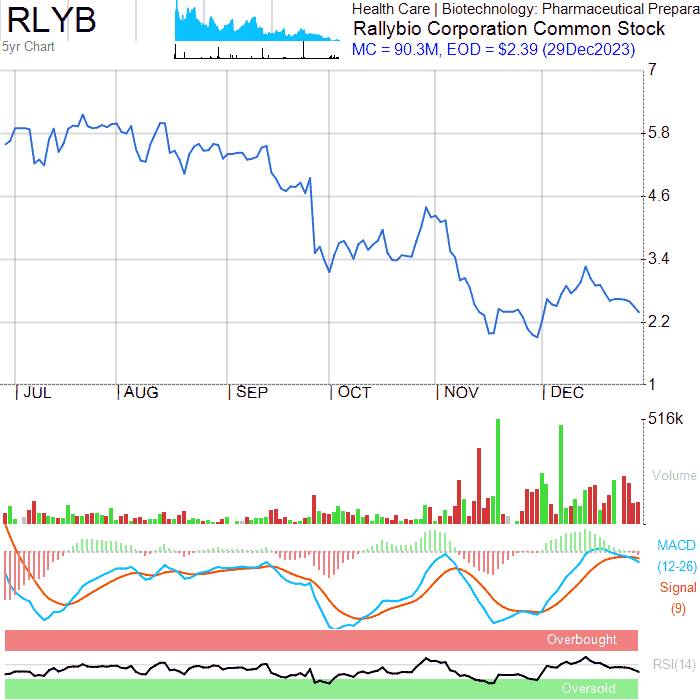 RLYB
5yr Chart
Health Care | Biotechnology: Pharmaceutical Prepara
Rallybio Corporation Common Stock
MC = 90.3M, EOD = $2.39 (29Dec2023)
7
5.8
4.6
3.4
2.2
1
JUL AUG SEP OCT NOV DEC
516k
Volume
MACD
(12-26)
Signal
(9)
Overbought
RSI(14)
Oversold